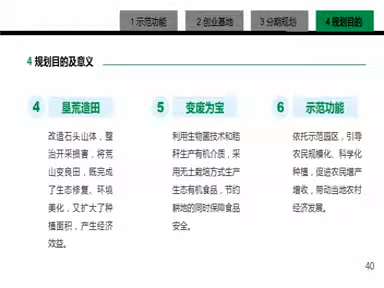 1 示范功能
2 创业基地
3 分期规划
4 规划目的
4 规划目的及意义
4 垦荒造田
改造石头山体，整
治开采损害，将荒
山变良田，既完成
了生态修复、环境
美化，又扩大了种
植面积，产生经济
效益。
5 变废为宝
利用生物菌技术和秸
秆生产有机介质，采
用无土栽培方式生产
生态有机食品，节约
耕地的同时保障食品
安全。
6 示范功能
依托示范园区，引导
农民规模化、科学化
种植，促进农民增产
增收，带动当地农村
经济发展。
40